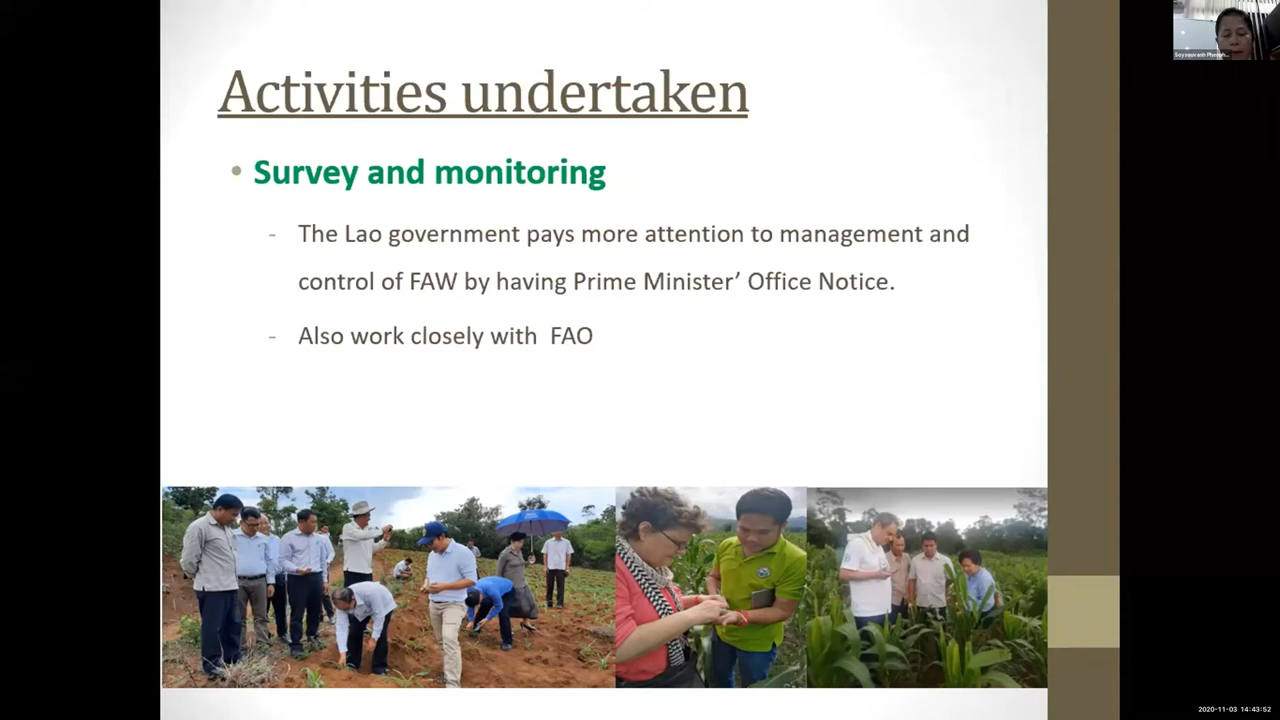 Activities undertaken
• Survey and monitoring
- The Lao government pays more attention to management and
control of FAW by having Prime Minister’ Office Notice.
- Also work closely with FAO
2020-11-03 14:43:52